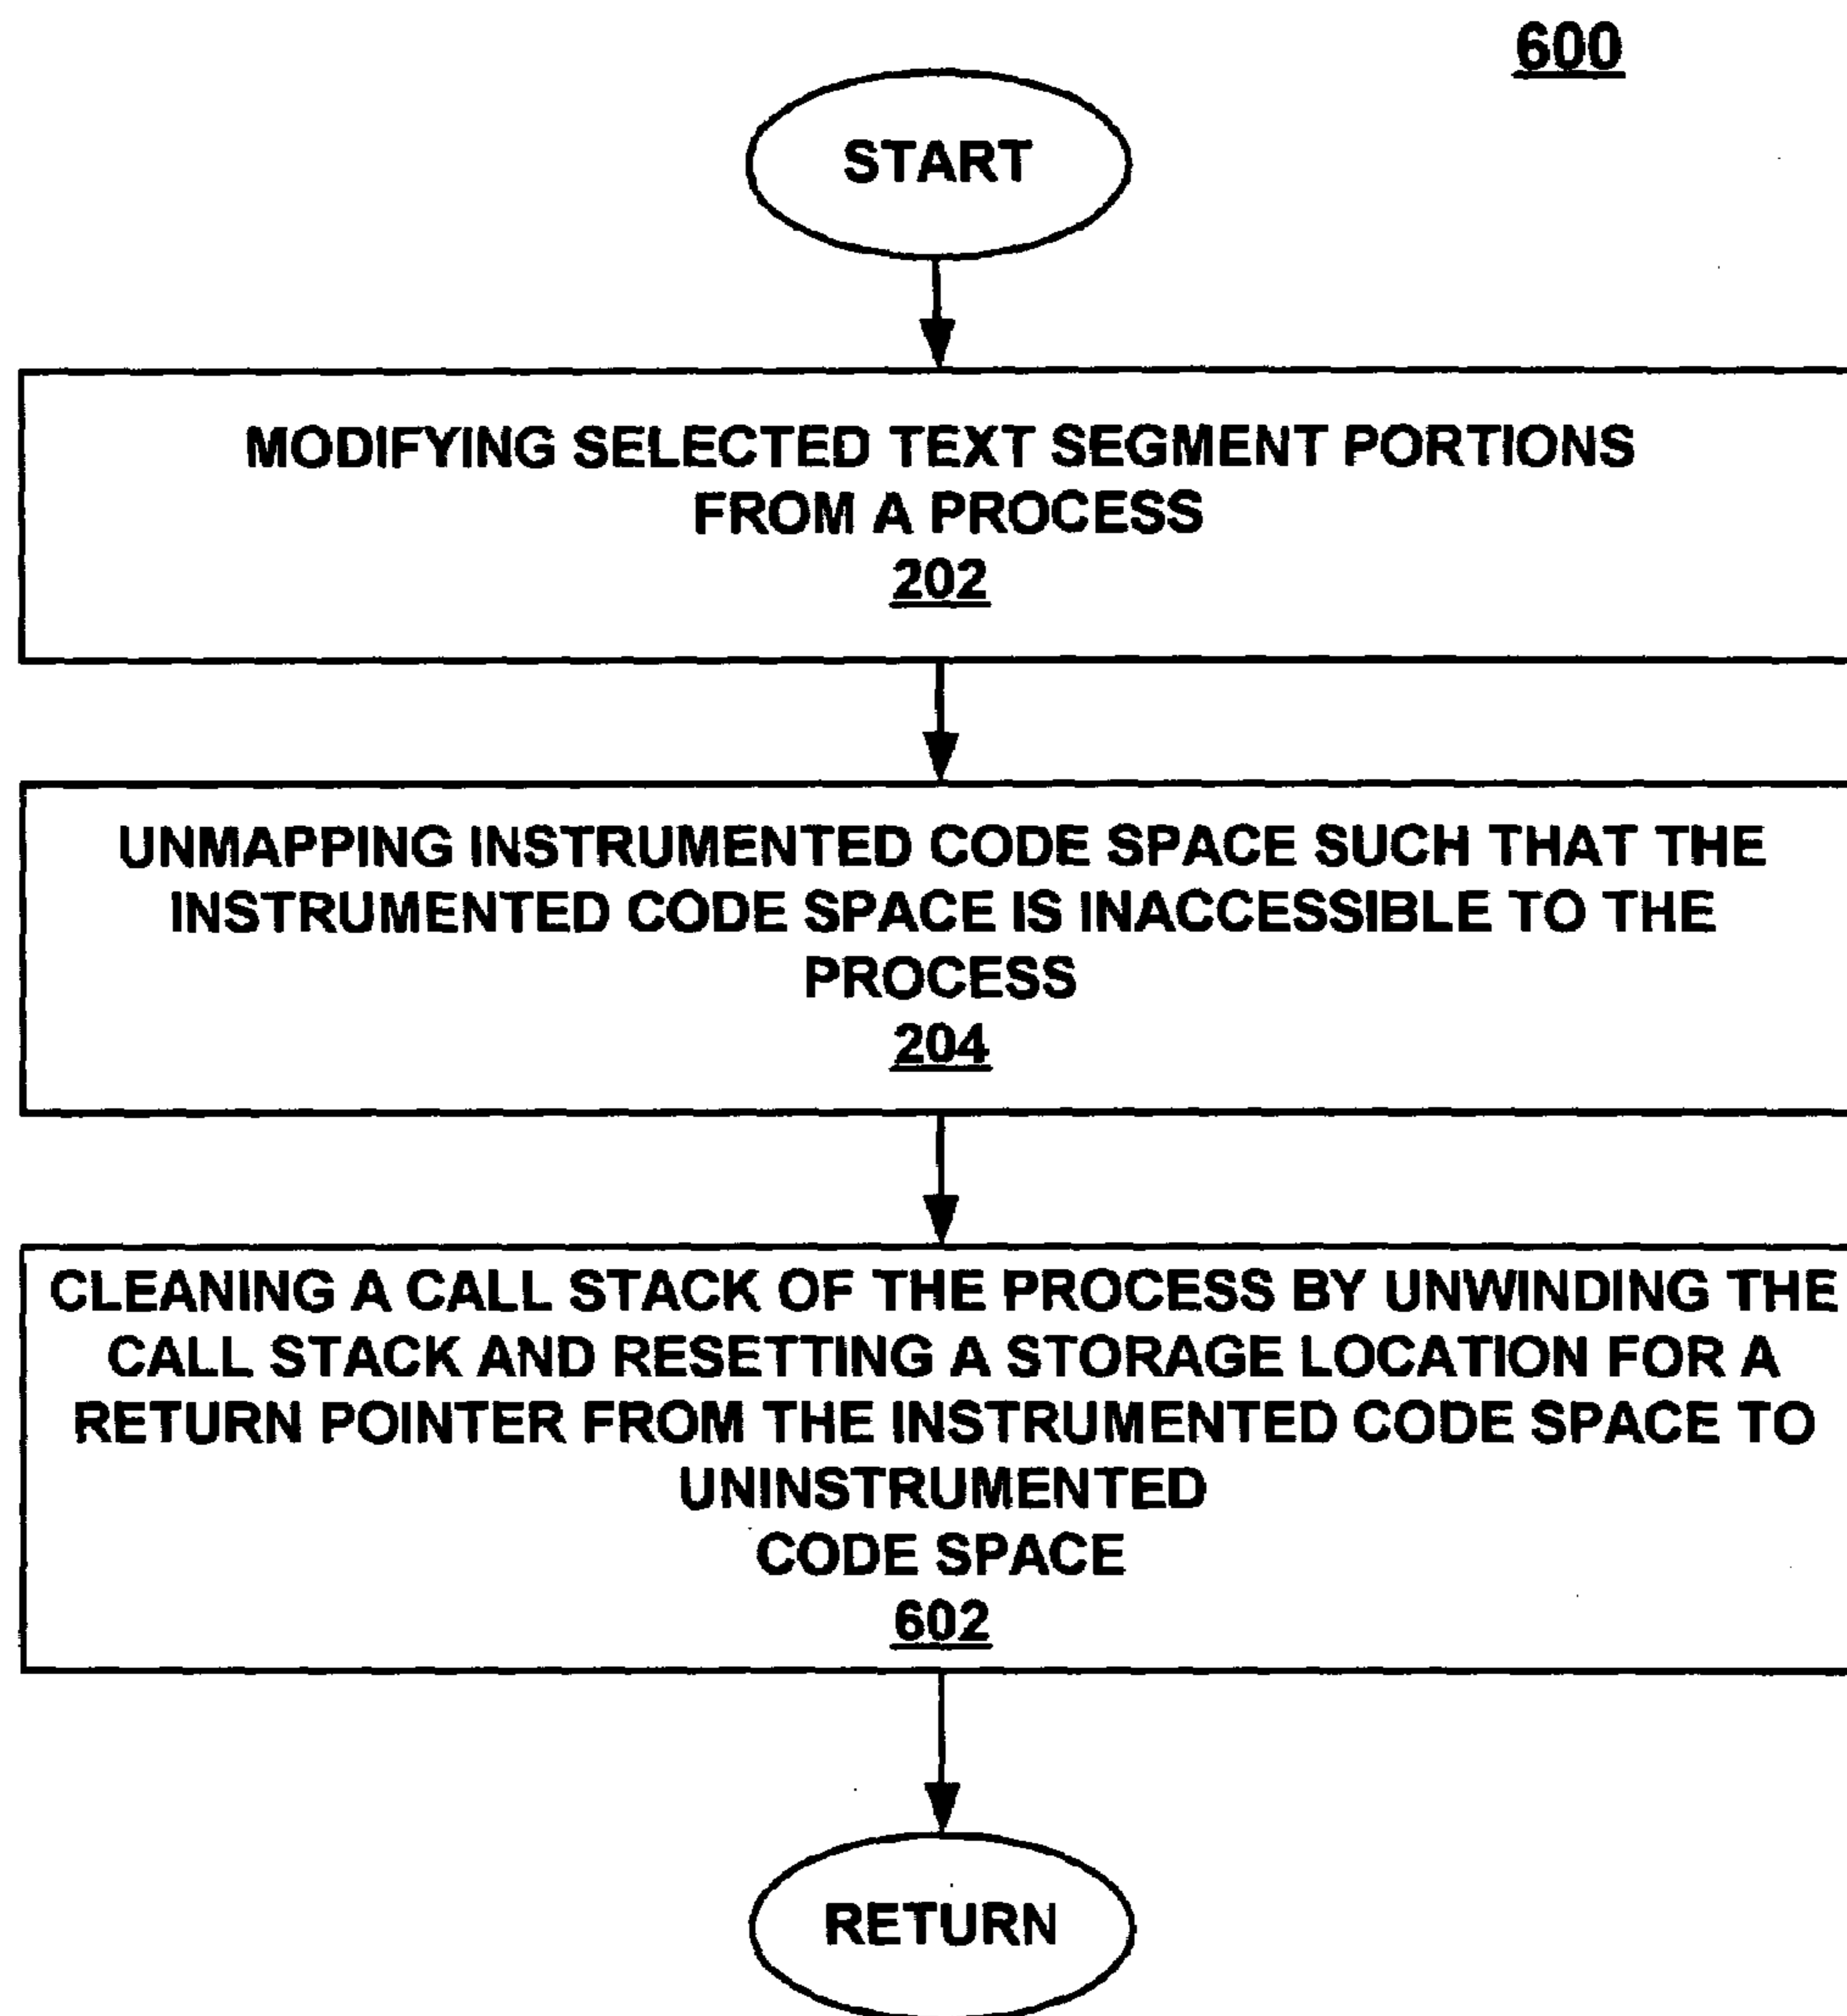 600
START
MODIFYING SELECTED TEXT SEGMENT PORTIONS
FROM A PROCESS
202
UNMAPPING INSTRUMENTED CODE SPACE SUCH THAT THE
INSTRUMENTED CODE SPACE IS INACCESSIBLE TO THE
PROCESS
204
CLEANING A CALL STACK OF THE PROCESS BY UNWINDING THE
CALL STACK AND RESETTING A STORAGE LOCATION FOR A
RETURN POINTER FROM THE INSTRUMENTED CODE SPACE TO
UNINSTRUMENTED
CODE SPACE
602
RETURN